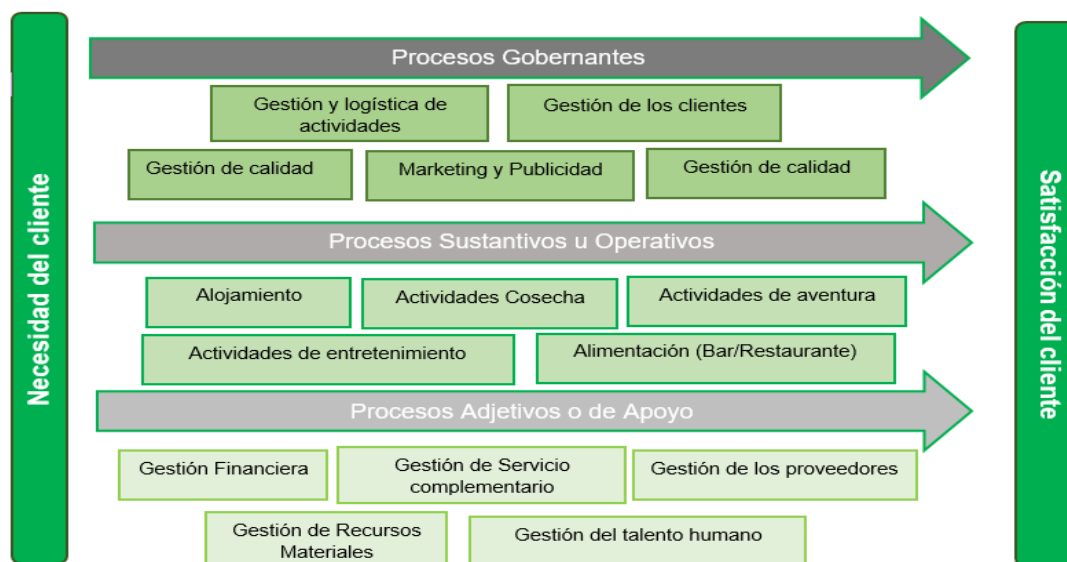 Necesidad del cliente
Procesos Gobernantes
Gestión y logística de
actividades
Gestión de los clientes
Gestión de calidad
Marketing y Publicidad
Gestión de calidad
Procesos Sustantivos u Operativos
Alojamiento
Actividades Cosecha
Actividades de aventura
Actividades de entretenimiento
Alimentación (Bar/Restaurante)
Procesos Adjetivos o de Apoyo
Gestión Financiera
Gestión de Servicio
complementario
Gestión de los proveedores
Gestión de Recursos
Materiales
Gestión del talento humano
Satisfacción del cliente